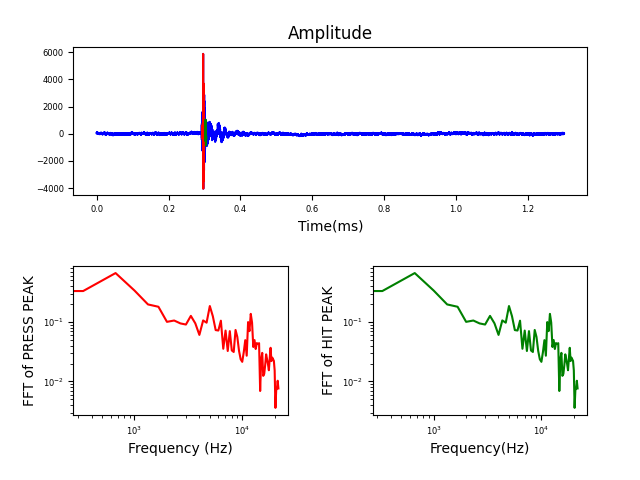 Amplitude
6000
4000
2000
0
−2000
−4000
0.0 0.2 0.4 0.6 0.8 1.0 1.2
Time(ms)
FFT of PRESS PEAK
10⁻¹
10⁻²
10³ 10⁴
Frequency (Hz)
FFT of HIT PEAK
10⁻¹
10⁻²
10³ 10⁴
Frequency(Hz)